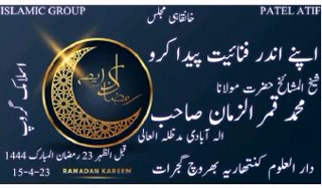 ISLAMIC GROUP
PATEL ATIF
خانقاہی مجلس
اپنے اندر فنائیت پیدا کرو
شیخ المشائخ حضرت مولانا
محمد قمر الزمان صاحب
الہ آبادی مدظلہ العالی
اسلامک گروپ
رمضان كريم
RAMADAN KAREEM
قبل الظہر 23 رمضان المبارک 1444
15-4-23
دار العلوم کنتھاریہ بھروچ گجرات